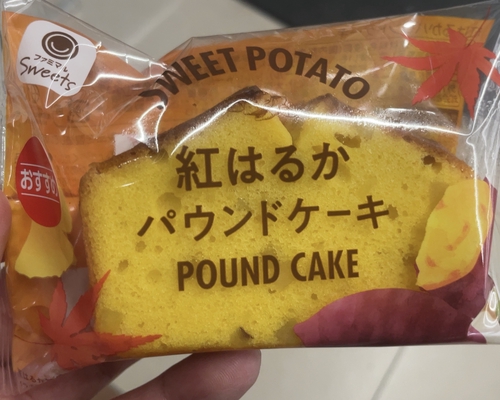 ファミマ
Sweets
SWEET POTATO
おすすめ
紅はるか
パウンドケーキ
POUND CAKE